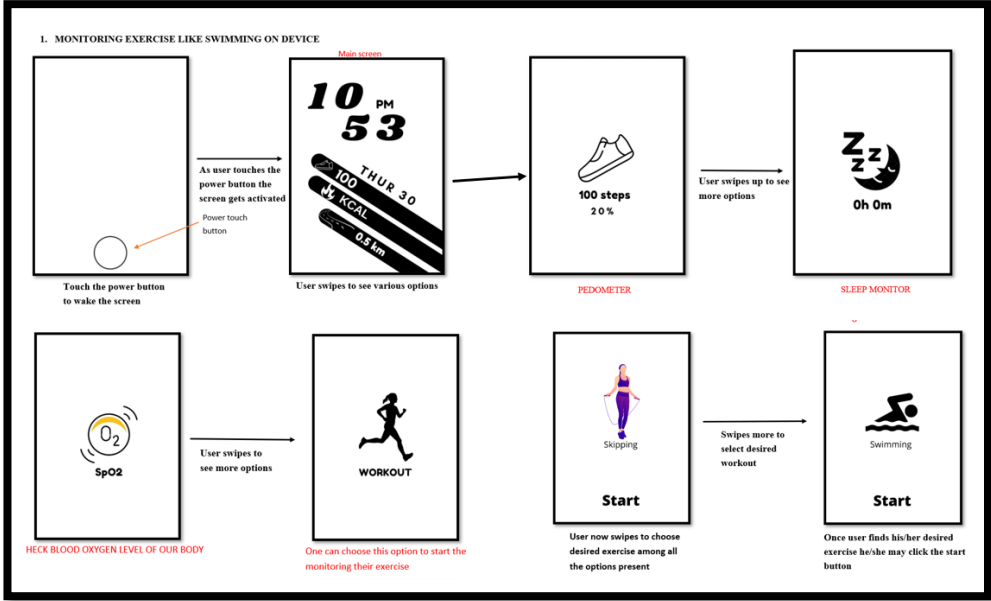 1. MONITORING EXERCISE LIKE SWIMMING ON DEVICE
Main screen
10 PM
53
THUR 30
100
KCAL
0.5 km
As user touches the
power button the
screen gets activated
Power touch
button
Touch the power button
to wake the screen
User swipes to see various options
100 steps
20%
PEDOMETER
User swipes up to see
more options
Z
Z
Z Z
0h 0m
SLEEP MONITOR
O2
SpO2
HECK BLOOD OXYGEN LEVEL OF OUR BODY
User swipes to
see more options
WORKOUT
One can choose this option to start the
monitoring their exercise
Skipping
Start
User now swipes to choose
desired exercise among all
the options present
Swipes more to
select desired
workout
Swimming
Start
Once user finds his/her desired
exercise he/she may click the start
button